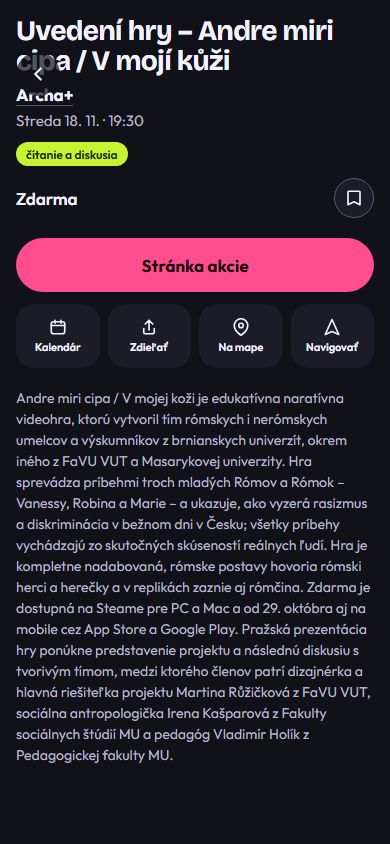 Uvedení hry – Andre miri
cipa / V mojí kůži
Archa+
Streda 18. 11. · 19:30
čítanie a diskusia
Zdarma
Stránka akcie
Kalendár
Zdieľať
Na mape
Navigovať
Andre miri cipa / V mojej koži je edukatívna naratívna
videohra, ktorú vytvoril tím rómskych i nerómskych
umelcov a výskumníkov z brnianskych univerzít, okrem
iného z FaVU VUT a Masarykovej univerzity. Hra
sprevádza príbehmi troch mladých Rómov a Rómok –
Vanessy, Robina a Marie – a ukazuje, ako vyzerá rasizmus
a diskriminácia v bežnom dni v Česku; všetky príbehy
vychádzajú zo skutočných skúseností reálnych ľudí. Hra je
kompletne nadabovaná, rómske postavy hovoria rómski
herci a herečky a v replikách zaznie aj rómčina. Zdarma je
dostupná na Steame pre PC a Mac a od 29. októbra aj na
mobile cez App Store a Google Play. Pražská prezentácia
hry ponúkne predstavenie projektu a následnú diskusiu s
tvorivým tímom, medzi ktorého členov patrí dizajnérka a
hlavná riešiteľka projektu Martina Růžičková z FaVU VUT,
sociálna antropologička Irena Kašparová z Fakulty
sociálnych štúdií MU a pedagóg Vladimír Holík z
Pedagogickej fakulty MU.